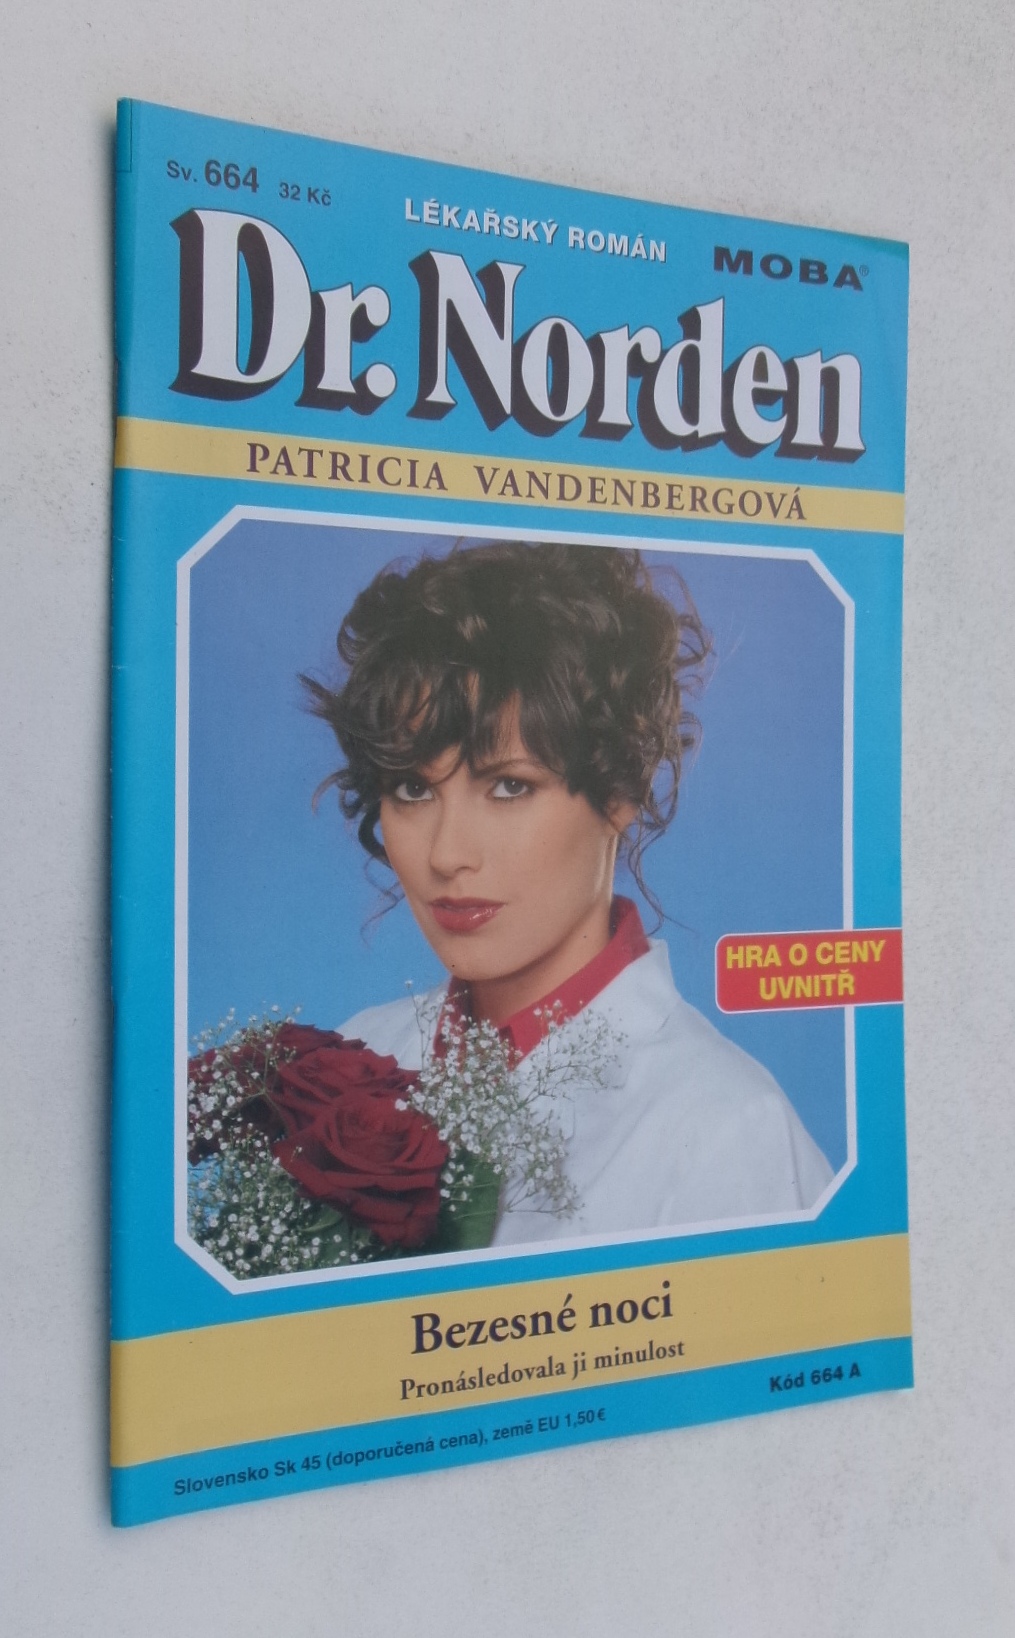 Sv. 664 32 Kč
LÉKAŘSKÝ ROMÁN
MOBA®
Dr. Norden
PATRICIA VANDENBERGOVÁ
HRA O CENY
UVNITŘ
Bezesné noci
Pronásledovala ji minulost
Kód 664 A
Slovensko Sk 45 (doporučená cena), země EU 1,50 €